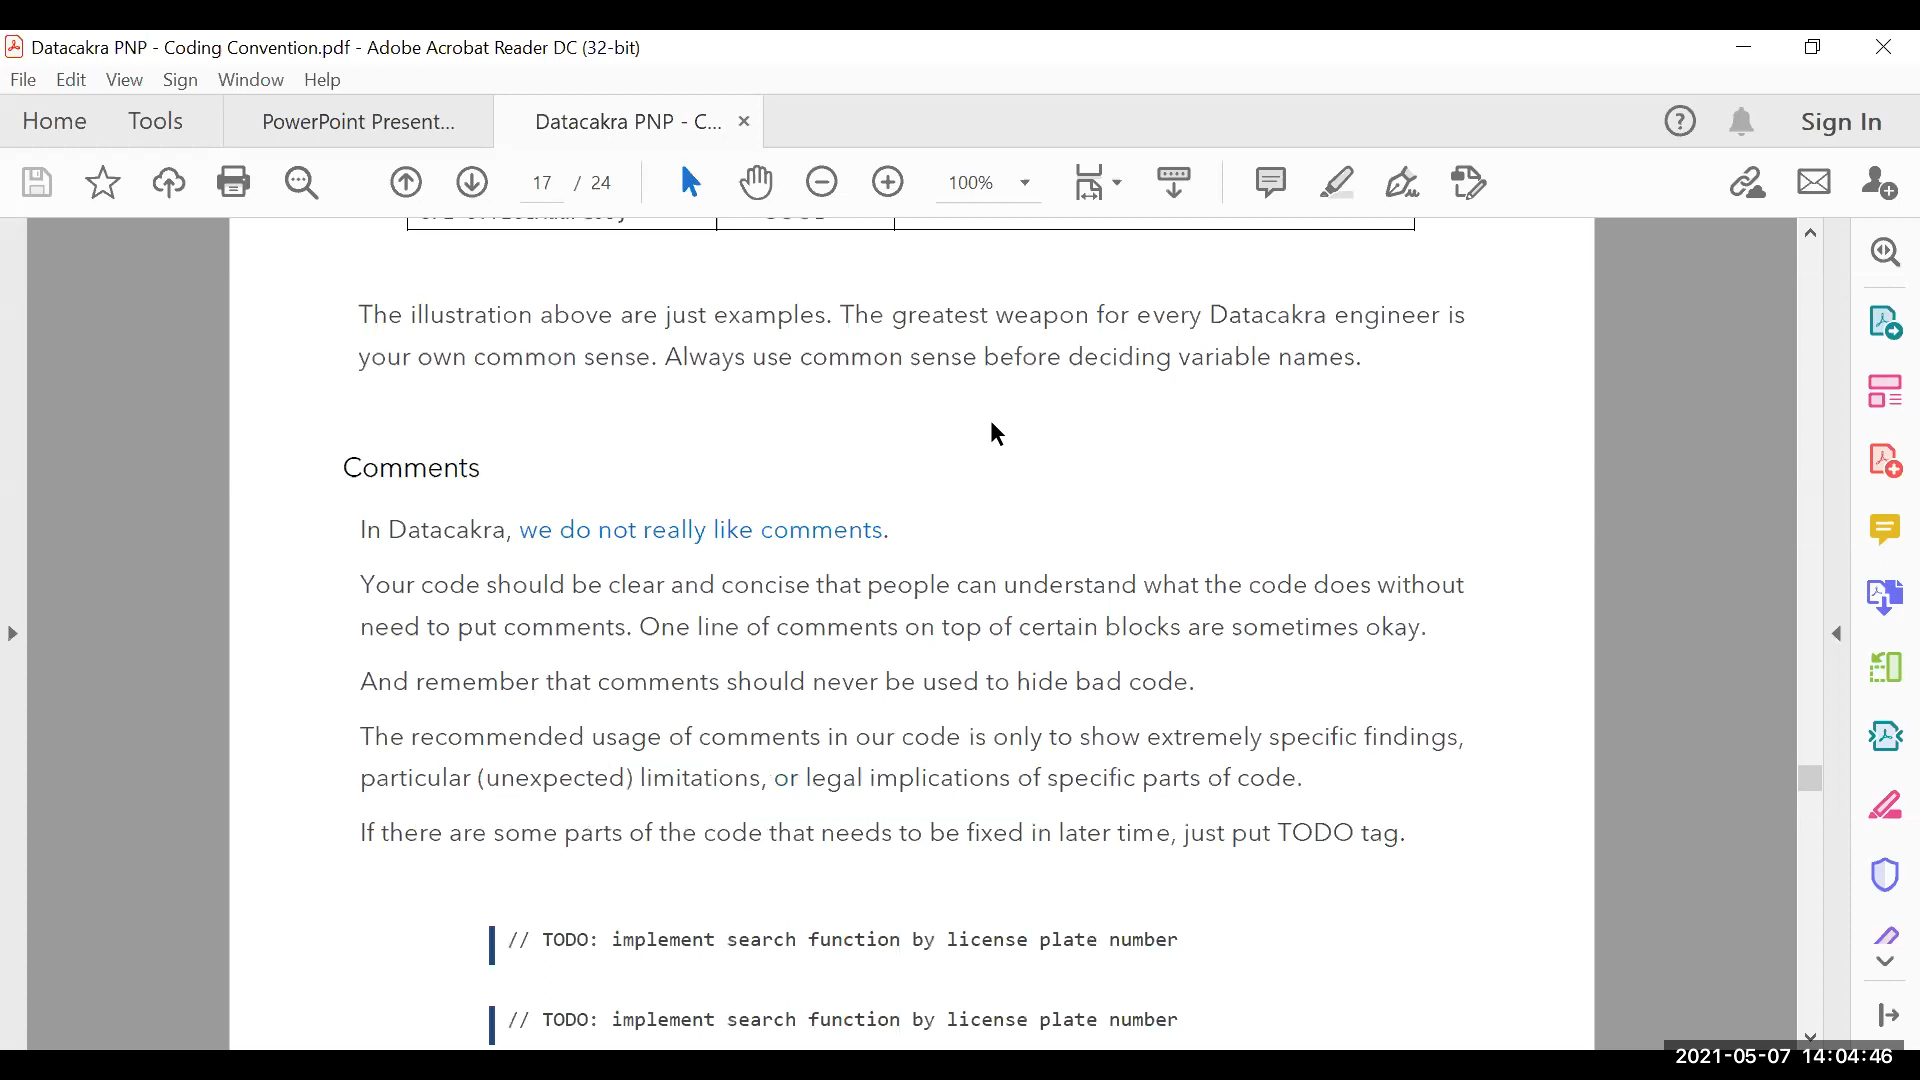 Datacakra PNP - Coding Convention.pdf - Adobe Acrobat Reader DC (32-bit)
File Edit View Sign Window Help
Home Tools PowerPoint Present... Datacakra PNP - C... Sign In
17 / 24 100%
The illustration above are just examples. The greatest weapon for every Datacakra engineer is
your own common sense. Always use common sense before deciding variable names.
Comments
In Datacakra, we do not really like comments.
Your code should be clear and concise that people can understand what the code does without
need to put comments. One line of comments on top of certain blocks are sometimes okay.
And remember that comments should never be used to hide bad code.
The recommended usage of comments in our code is only to show extremely specific findings,
particular (unexpected) limitations, or legal implications of specific parts of code.
If there are some parts of the code that needs to be fixed in later time, just put TODO tag.
// TODO: implement search function by license plate number
// TODO: implement search function by license plate number
2021-05-07 14:04:46